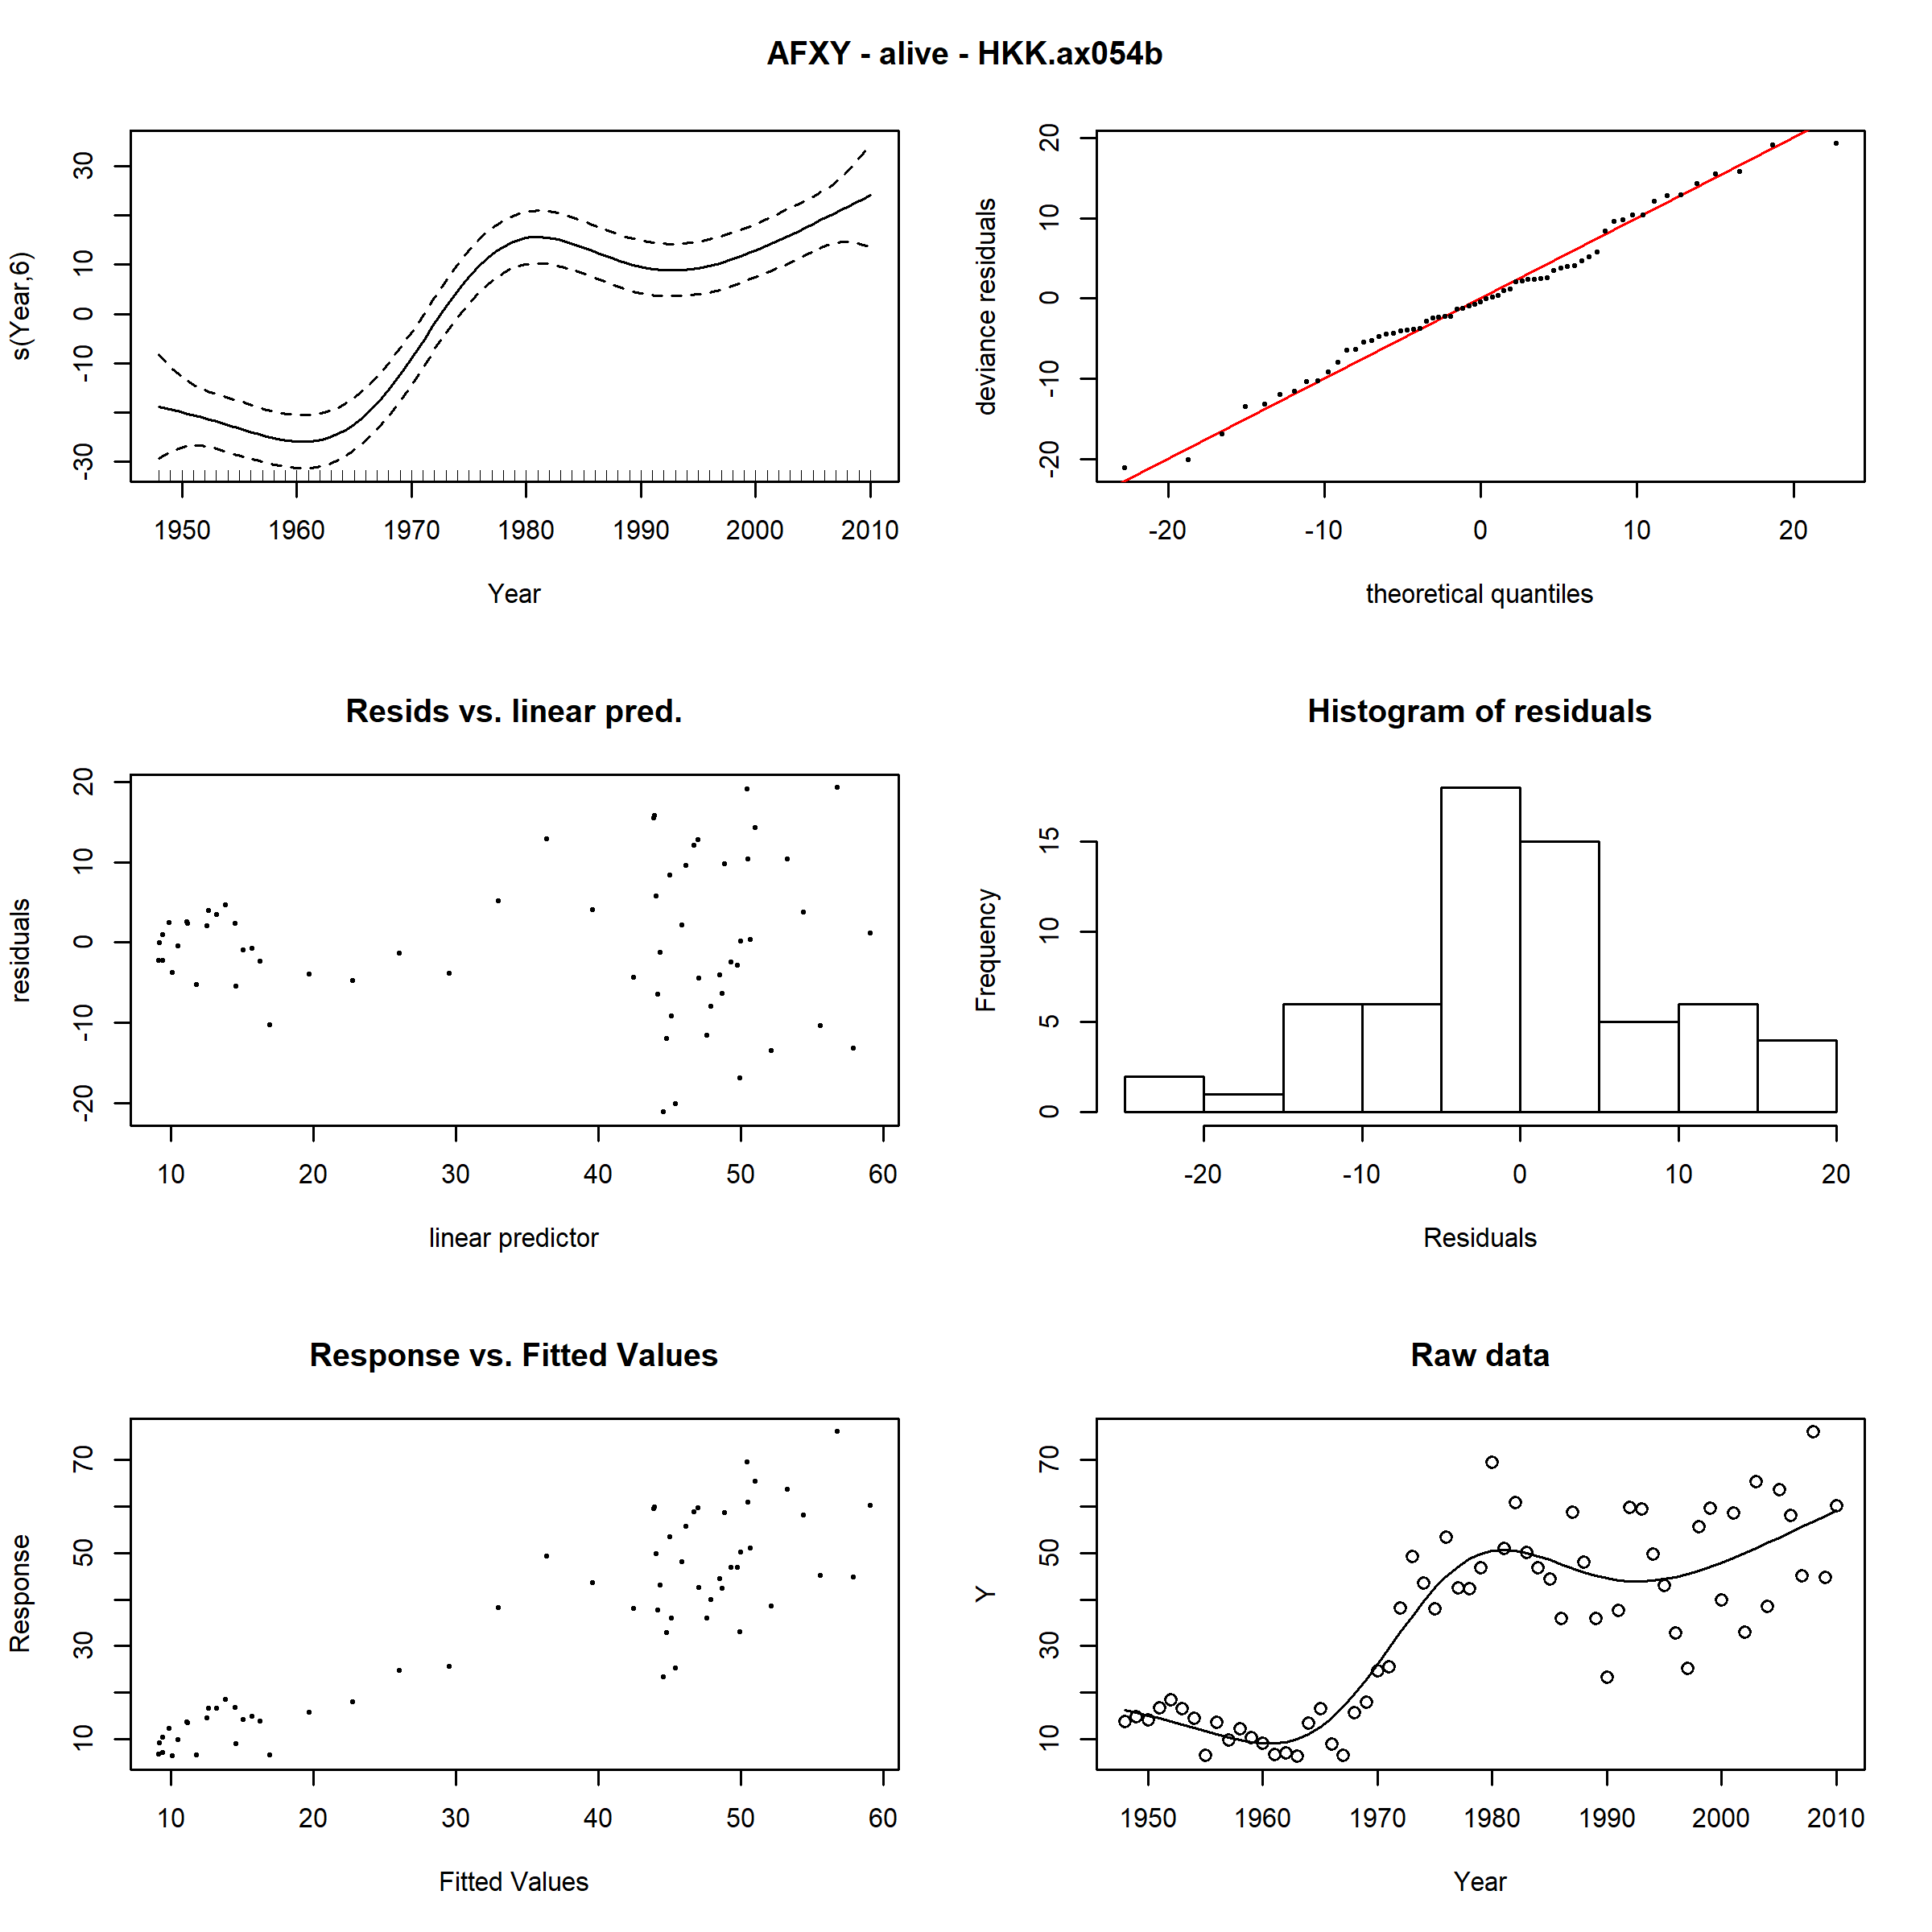 AFXY - alive - HKK.ax054b
30
10
0
-10
-30
s(Year,6)
1950 1960 1970 1980 1990 2000 2010
Year
20
10
0
-10
-20
deviance residuals
-20 -10 0 10 20
theoretical quantiles
Resids vs. linear pred.
20
10
0
-10
-20
residuals
10 20 30 40 50 60
linear predictor
Histogram of residuals
15
10
5
0
Frequency
-20 -10 0 10 20
Residuals
Response vs. Fitted Values
70
50
30
10
Response
10 20 30 40 50 60
Fitted Values
Raw data
70
50
30
10
Y
1950 1960 1970 1980 1990 2000 2010
Year